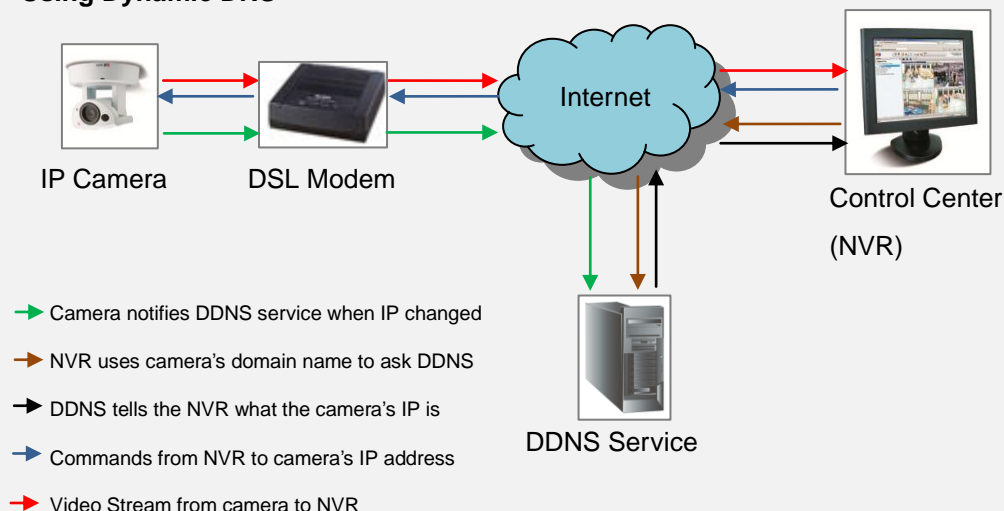 Using Dynamic DNS
Internet
IP Camera
DSL Modem
Control Center
(NVR)
Camera notifies DDNS service when IP changed
NVR uses camera's domain name to ask DDNS
DDNS tells the NVR what the camera's IP is
DDNS Service
Commands from NVR to camera's IP address
Video Stream from camera to NVR